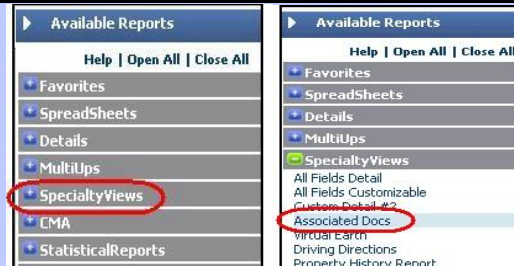 Available Reports
Help | Open All | Close All
Favorites
SpreadSheets
Details
MultiUps
SpecialtyViews
CMA
StatisticalReports
Available Reports
Help | Open All | Close All
Favorites
SpreadSheets
Details
MultiUps
SpecialtyViews
All Fields Detail
All Fields Customizable
Custom Detail #2
Associated Docs
Virtual Earth
Driving Directions
Property History Report